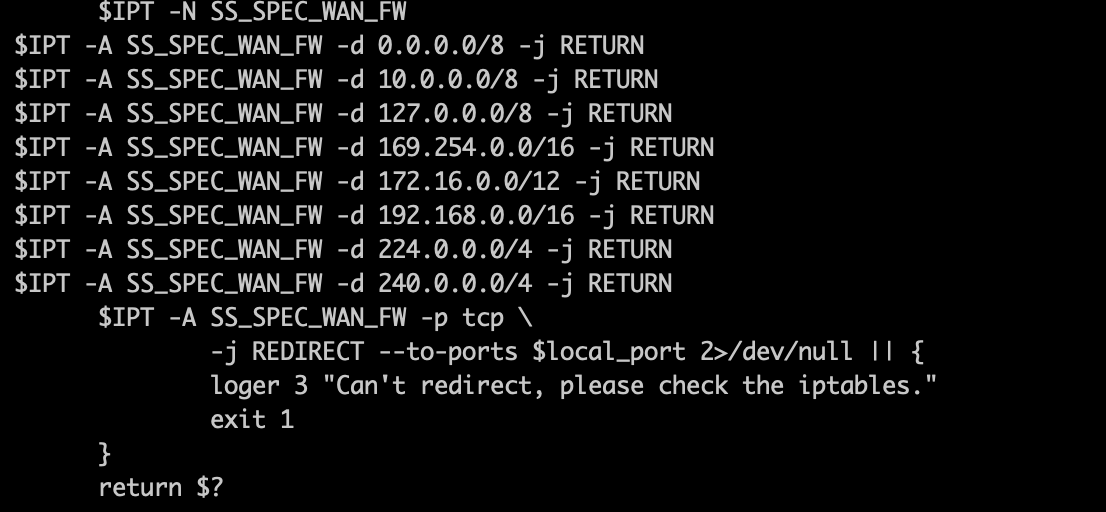 $IPT -N SS_SPEC_WAN_FW
$IPT -A SS_SPEC_WAN_FW -d 0.0.0.0/8 -j RETURN
$IPT -A SS_SPEC_WAN_FW -d 10.0.0.0/8 -j RETURN
$IPT -A SS_SPEC_WAN_FW -d 127.0.0.0/8 -j RETURN
$IPT -A SS_SPEC_WAN_FW -d 169.254.0.0/16 -j RETURN
$IPT -A SS_SPEC_WAN_FW -d 172.16.0.0/12 -j RETURN
$IPT -A SS_SPEC_WAN_FW -d 192.168.0.0/16 -j RETURN
$IPT -A SS_SPEC_WAN_FW -d 224.0.0.0/4 -j RETURN
$IPT -A SS_SPEC_WAN_FW -d 240.0.0.0/4 -j RETURN
$IPT -A SS_SPEC_WAN_FW -p tcp \
-j REDIRECT --to-ports $local_port 2>/dev/null || {
loger 3 "Can't redirect, please check the iptables."
exit 1
}
return $?